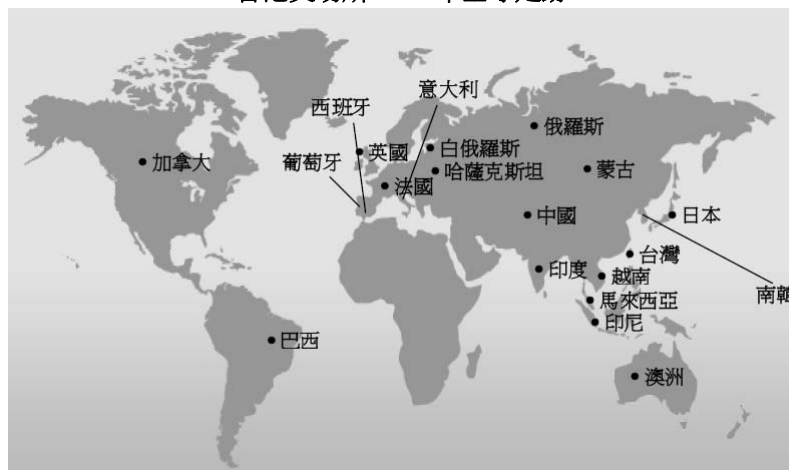 意大利
西班牙
俄羅斯
英國
白俄羅斯
加拿大
葡萄牙
哈薩克斯坦
蒙古
法國
中國
日本
台灣
印度
越南
南韓
馬來西亞
印尼
巴西
澳洲